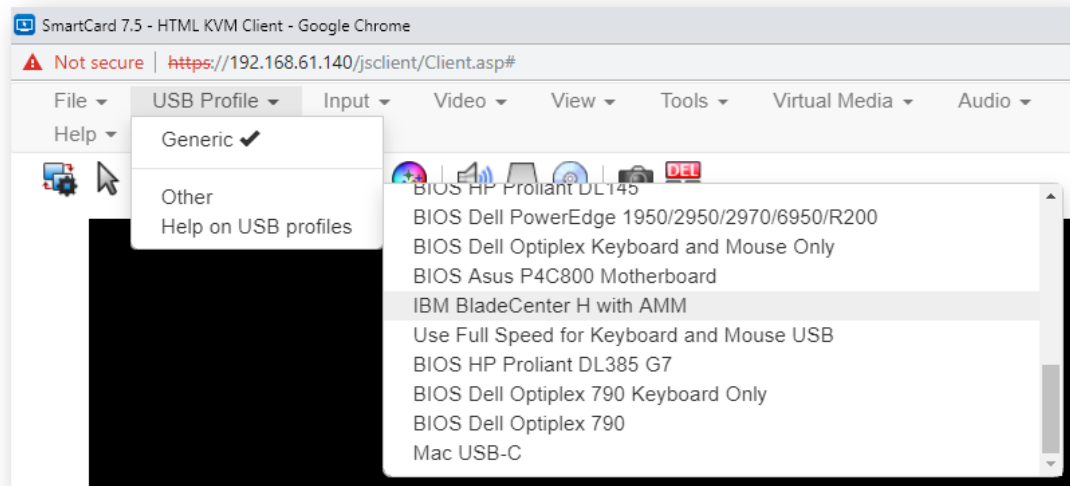 SmartCard 7.5 - HTML KVM Client - Google Chrome
Not secure | https://192.168.61.140/jsclient/Client.asp#
File USB Profile Input Video View Tools Virtual Media Audio
Help
Generic
Other
Help on USB profiles
DEL
BIOS HP Proliant DL145
BIOS Dell PowerEdge 1950/2950/2970/6950/R200
BIOS Dell Optiplex Keyboard and Mouse Only
BIOS Asus P4C800 Motherboard
IBM BladeCenter H with AMM
Use Full Speed for Keyboard and Mouse USB
BIOS HP Proliant DL385 G7
BIOS Dell Optiplex 790 Keyboard Only
BIOS Dell Optiplex 790
Mac USB-C